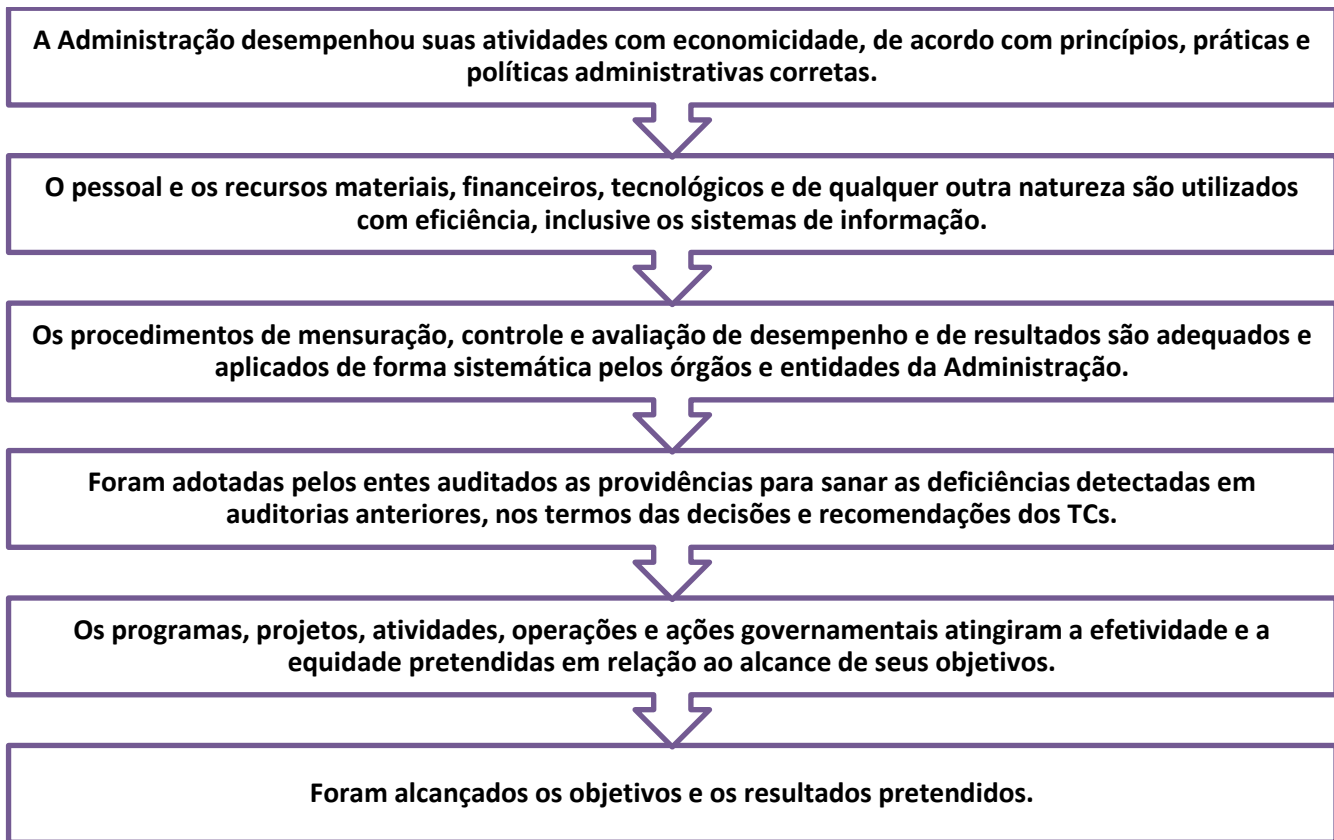 A Administração desempenhou suas atividades com economicidade, de acordo com princípios, práticas e
políticas administrativas corretas.
O pessoal e os recursos materiais, financeiros, tecnológicos e de qualquer outra natureza são utilizados
com eficiência, inclusive os sistemas de informação.
Os procedimentos de mensuração, controle e avaliação de desempenho e de resultados são adequados e
aplicados de forma sistemática pelos órgãos e entidades da Administração.
Foram adotadas pelos entes auditados as providências para sanar as deficiências detectadas em
auditorias anteriores, nos termos das decisões e recomendações dos TCs.
Os programas, projetos, atividades, operações e ações governamentais atingiram a efetividade e a
equidade pretendidas em relação ao alcance de seus objetivos.
Foram alcançados os objetivos e os resultados pretendidos.